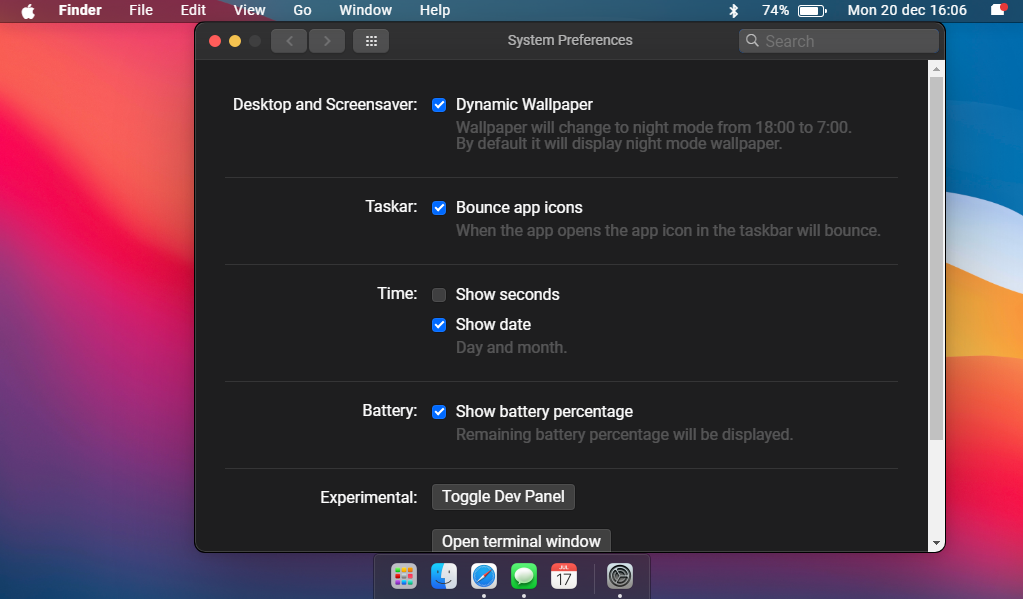 Finder File Edit View Go Window Help 74% Mon 20 dec 16:06
System Preferences Search
Desktop and Screensaver: Dynamic Wallpaper
Wallpaper will change to night mode from 18:00 to 7:00.
By default it will display night mode wallpaper.
Taskar: Bounce app icons
When the app opens the app icon in the taskbar will bounce.
Time: Show seconds
Show date
Day and month.
Battery: Show battery percentage
Remaining battery percentage will be displayed.
Experimental: Toggle Dev Panel
Open terminal window
JUL
17